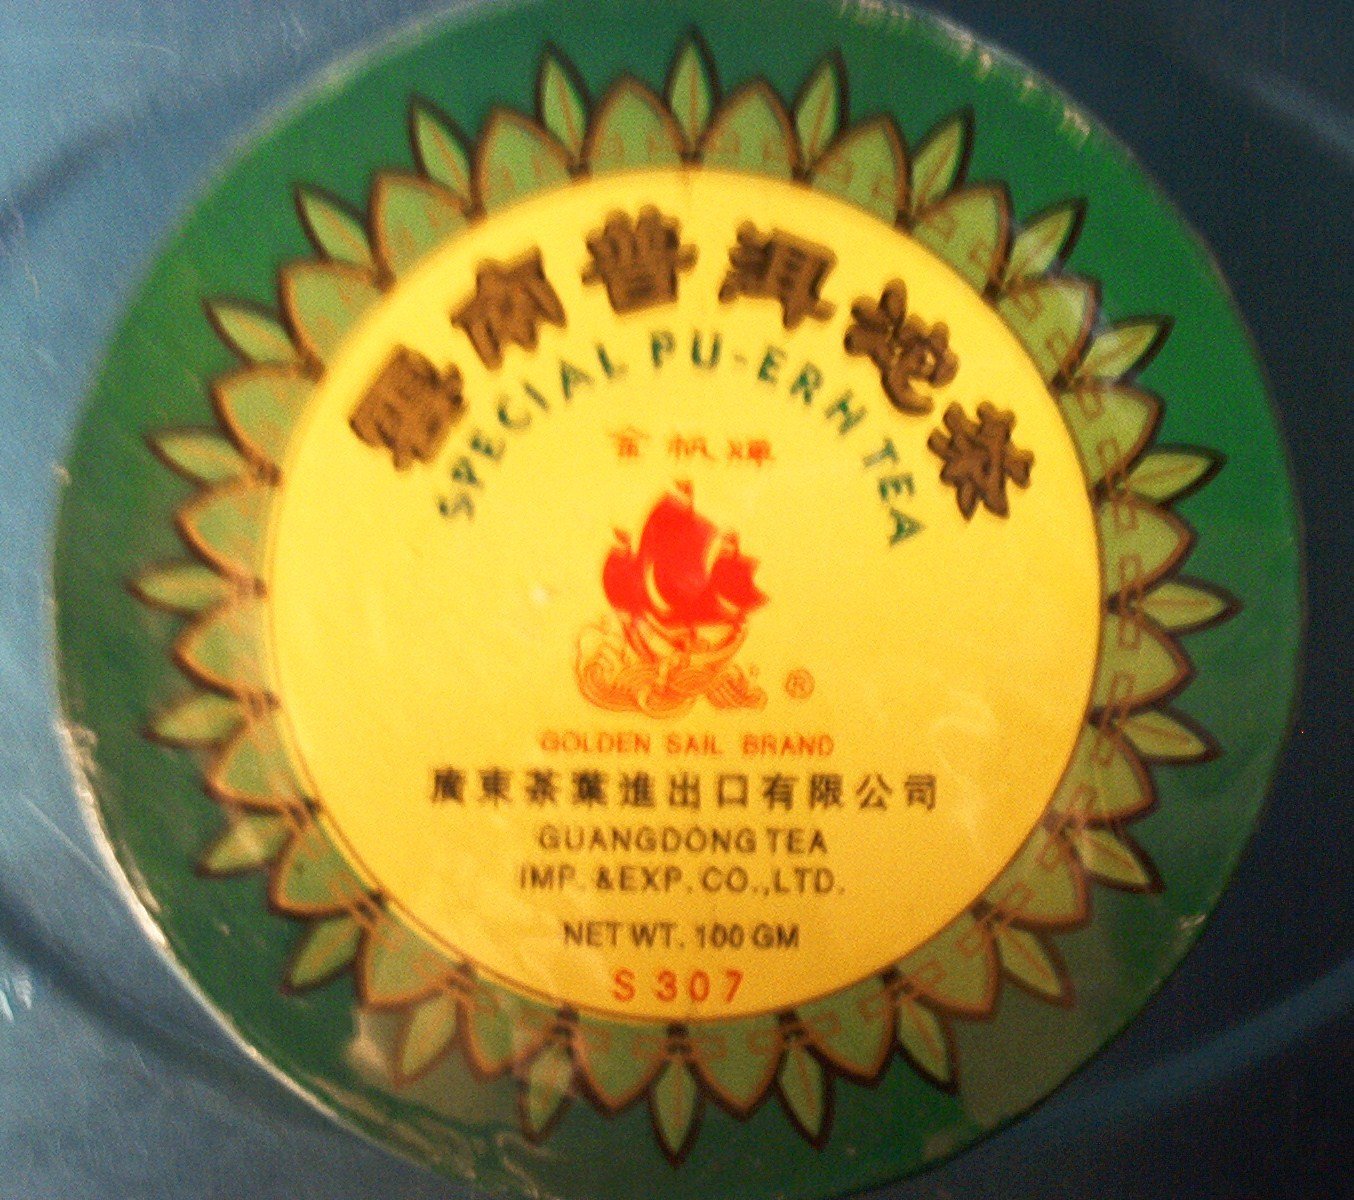 雲南普洱沱茶
SPECIAL PU-ERH TEA
金帆牌
®
GOLDEN SAIL BRAND
廣東茶葉進出口有限公司
GUANGDONG TEA
IMP. & EXP. CO., LTD.
NET WT. 100 GM
S 307